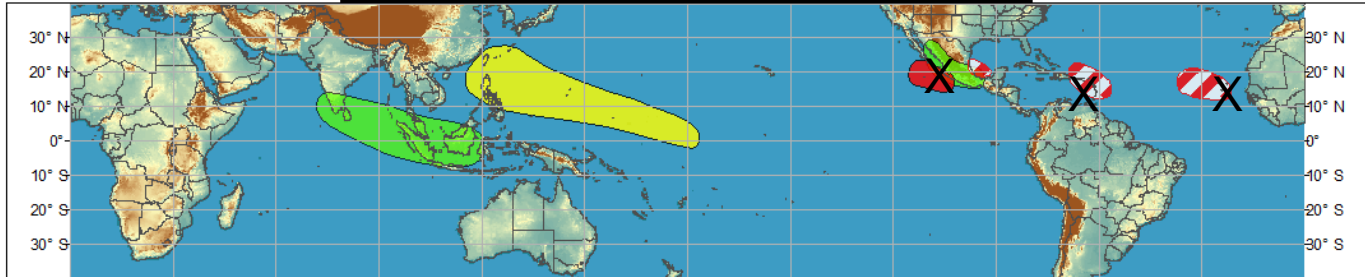 30° N 30° N
20° N 20° N
10° N 10° N
0° 0°
10° S 10° S
20° S 20° S
30° S 30° S
X
X
X